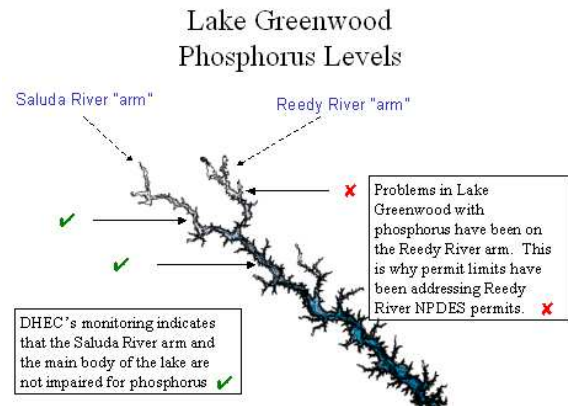 Lake Greenwood
Phosphorus Levels
Saluda River "arm"
Reedy River "arm"
Problems in Lake
Greenwood with
phosphorus have been on
the Reedy River arm.  This
is why permit limits have
been addressing Reedy
River NPDES permits.
DHEC's monitoring indicates
that the Saluda River arm and
the main body of the lake are
not impaired for phosphorus